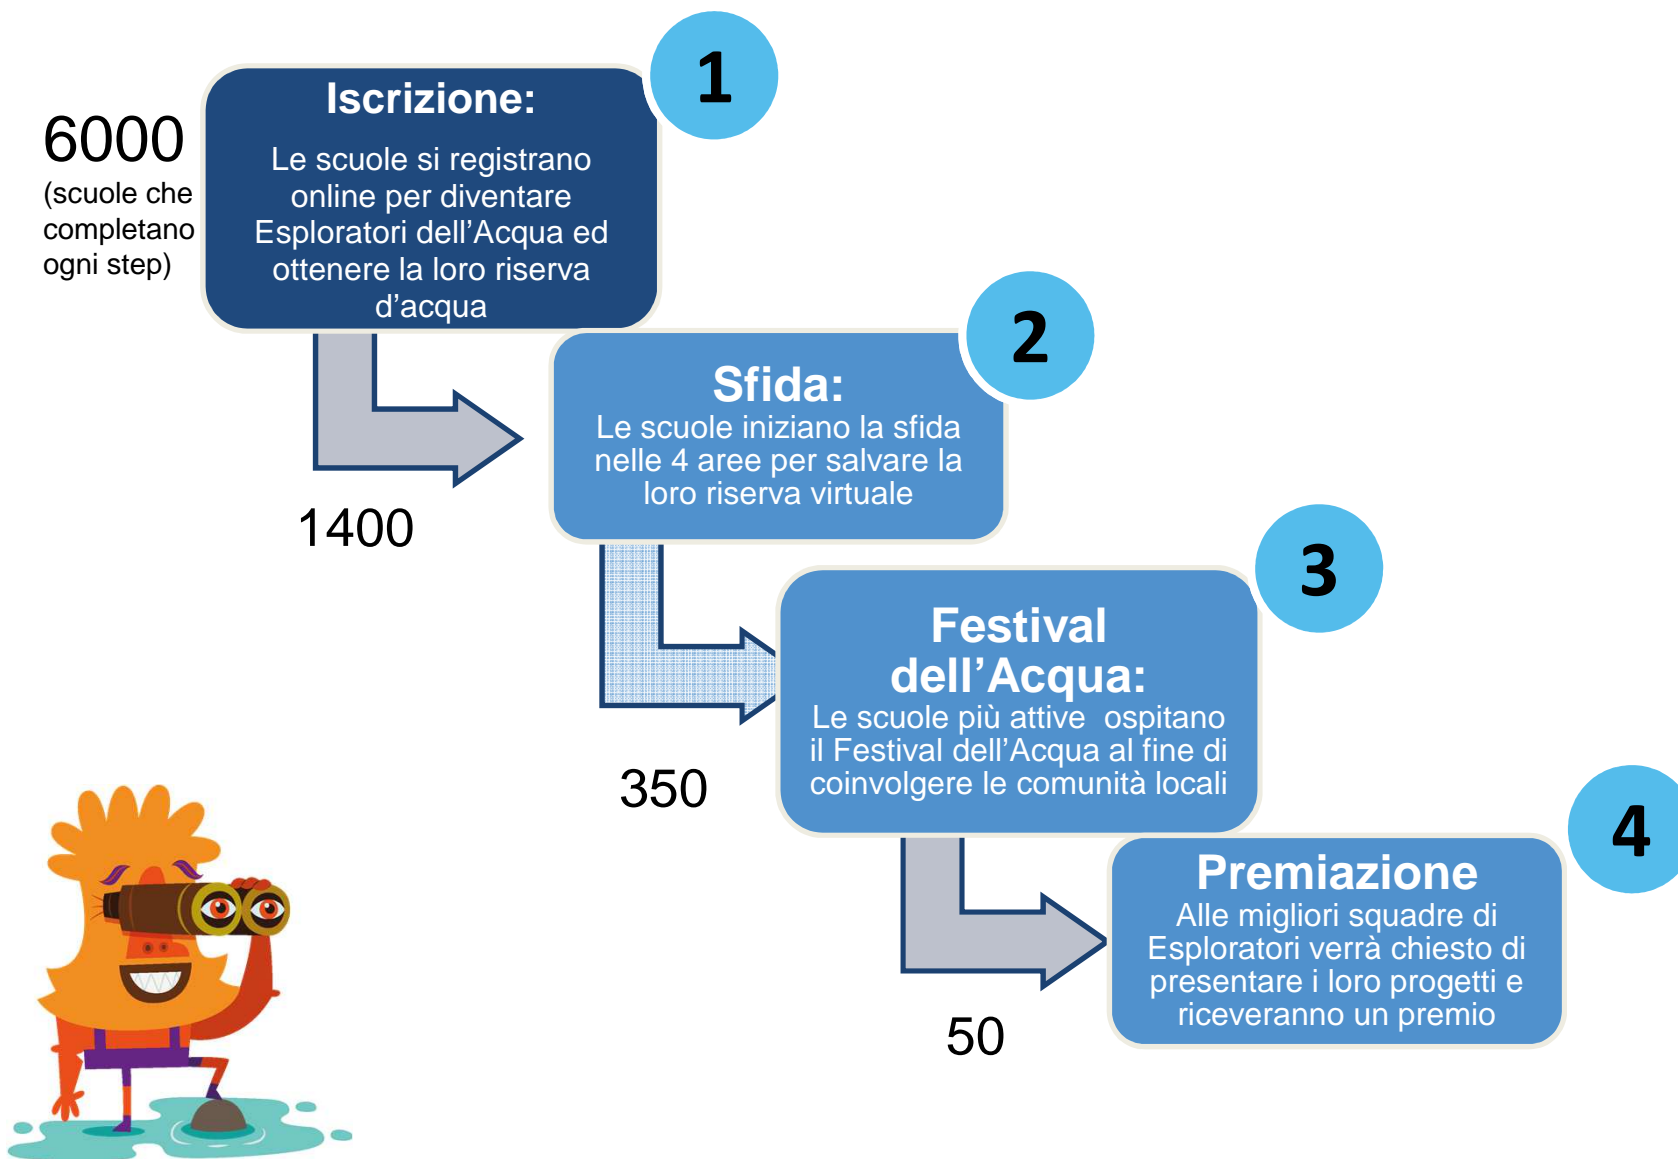 1
Iscrizione:
Le scuole si registrano
online per diventare
Esploratori dell’Acqua ed
ottenere la loro riserva
d’acqua
6000
(scuole che
completano
ogni step)
2
Sfida:
Le scuole iniziano la sfida
nelle 4 aree per salvare la
loro riserva virtuale
1400
3
Festival
dell’Acqua:
Le scuole più attive  ospitano
il Festival dell’Acqua al fine di
coinvolgere le comunità locali
350
4
Premiazione
Alle migliori squadre di
Esploratori verrà chiesto di
presentare i loro progetti e
riceveranno un premio
50